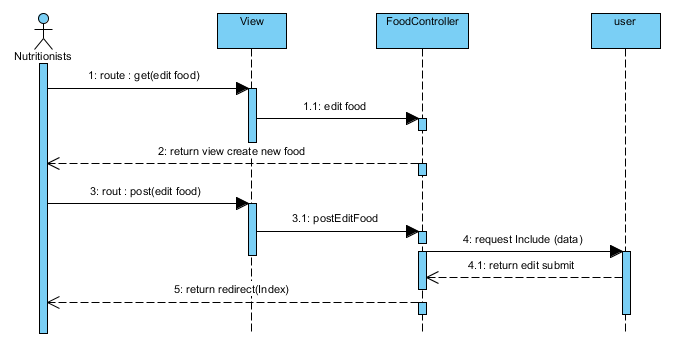 View
FoodController
user
Nutritionists
1: route : get(edit food)
1.1: edit food
2: return view create new food
3: rout : post(edit food)
3.1: postEditFood
4: request Include (data)
4.1: return edit submit
5: return redirect(Index)